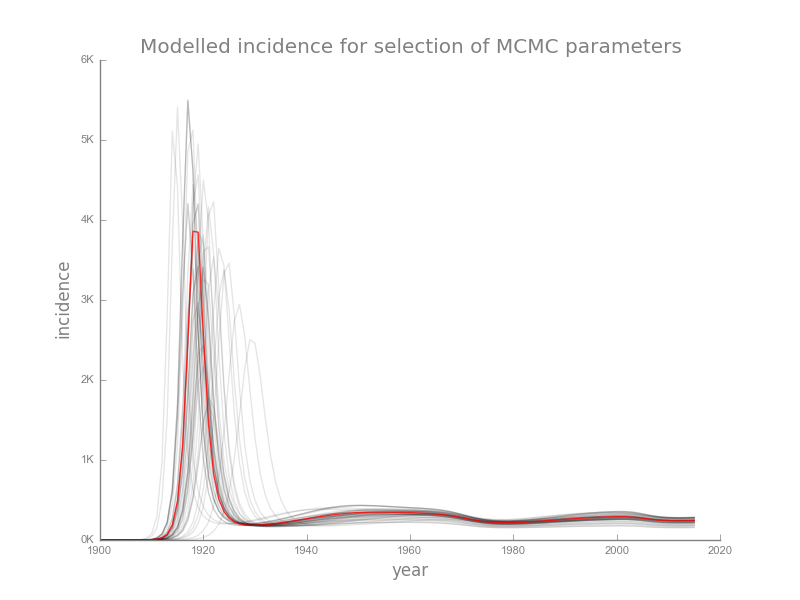 Modelled incidence for selection of MCMC parameters
6K
5K
4K
3K
2K
1K
0K
incidence
1900
1920
1940
1960
1980
2000
2020
year